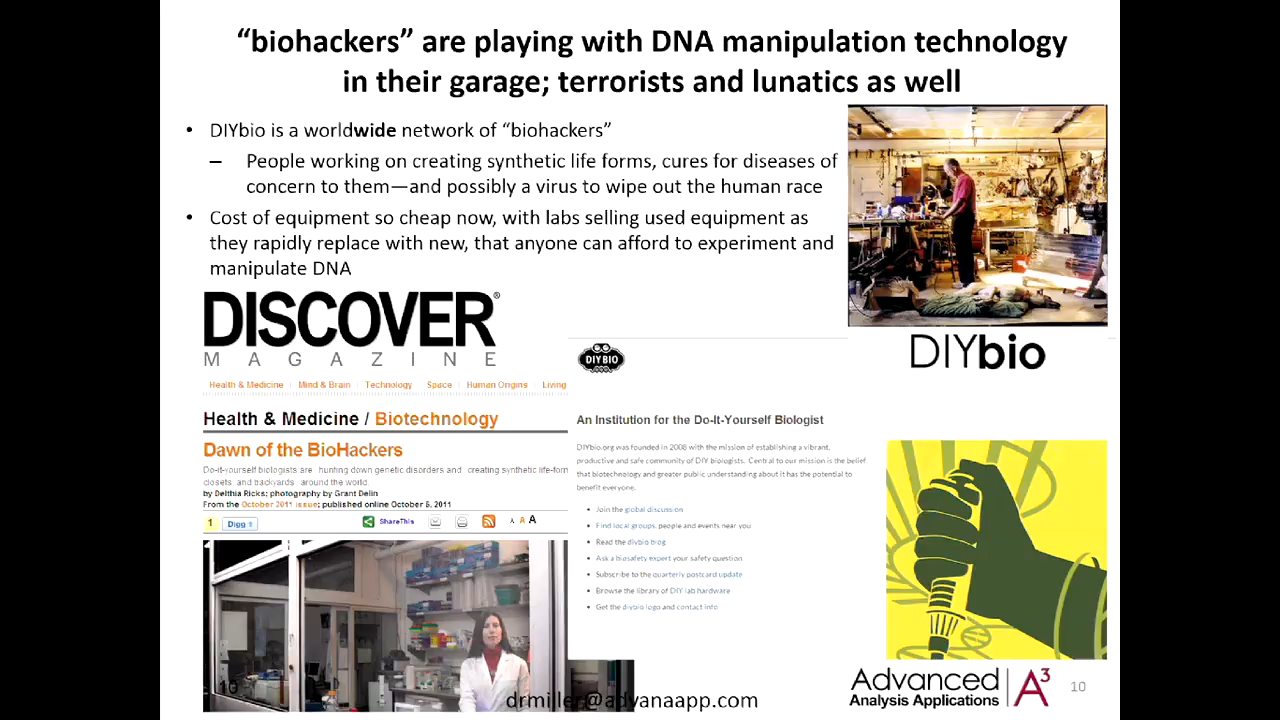 “biohackers” are playing with DNA manipulation technology
in their garage; terrorists and lunatics as well
• DIYbio is a worldwide network of “biohackers”
– People working on creating synthetic life forms, cures for diseases of
concern to them—and possibly a virus to wipe out the human race
• Cost of equipment so cheap now, with labs selling used equipment as
they rapidly replace with new, that anyone can afford to experiment and
manipulate DNA
DISCOVER®
MAGAZINE
Health & Medicine | Mind & Brain | Technology | Space | Human Origins | Living
Health & Medicine / Biotechnology
Dawn of the BioHackers
Do-it-yourself biologists are hunting down genetic disorders and creating synthetic life-form
closets and backyards around the world.
by Delthia Ricks; photography by Grant Delin
From the October 2011 issue; published online October 5, 2011
1 Digg
ShareThis
A A A
DIYBIO
An Institution for the Do-It-Yourself Biologist
DIYbio.org was founded in 2008 with the mission of establishing a vibrant,
productive and safe community of DIY biologists. Central to our mission is the belief
that biotechnology and greater public understanding about it has the potential to
benefit everyone.
• Join the global discussion
• Find local groups, people and events near you
• Read the diybio blog
• Ask a biosafety expert your safety question
• Subscribe to the quarterly postcard update
• Browse the library of DIY lab hardware
• Get the diybio logo and contact info
DIYbio
10
drmiller@advanaapp.com
Advanced
Analysis Applications
A3
10